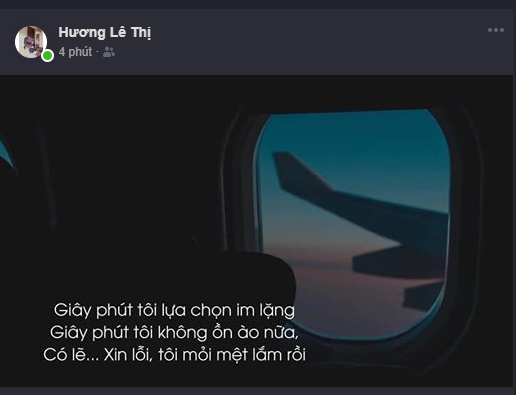 Hương Lê Thị
4 phút ·
Giây phút tôi lựa chọn im lặng
Giây phút tôi không ồn ào nữa,
Có lẽ... Xin lỗi, tôi mỏi mệt lắm rồi